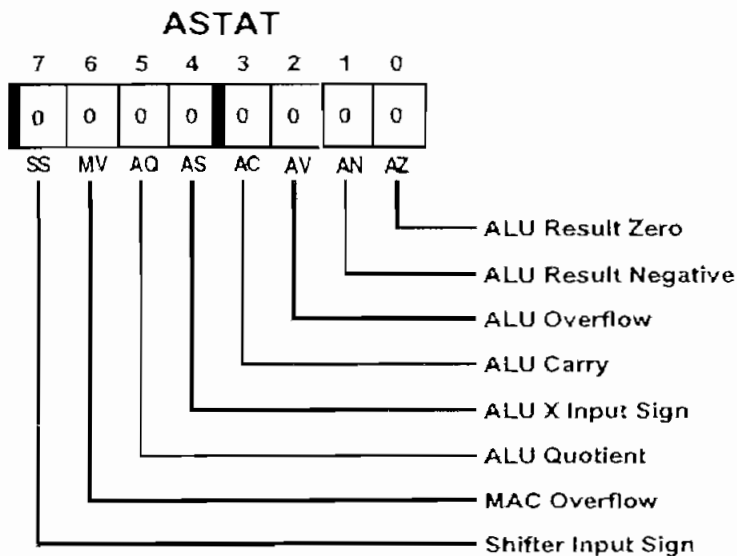 ASTAT
7 6 5 4 3 2 1 0
0 0 0 0 0 0 0 0
SS MV AQ AS AC AV AN AZ
ALU Result Zero
ALU Result Negative
ALU Overflow
ALU Carry
ALU X Input Sign
ALU Quotient
MAC Overflow
Shifter Input Sign